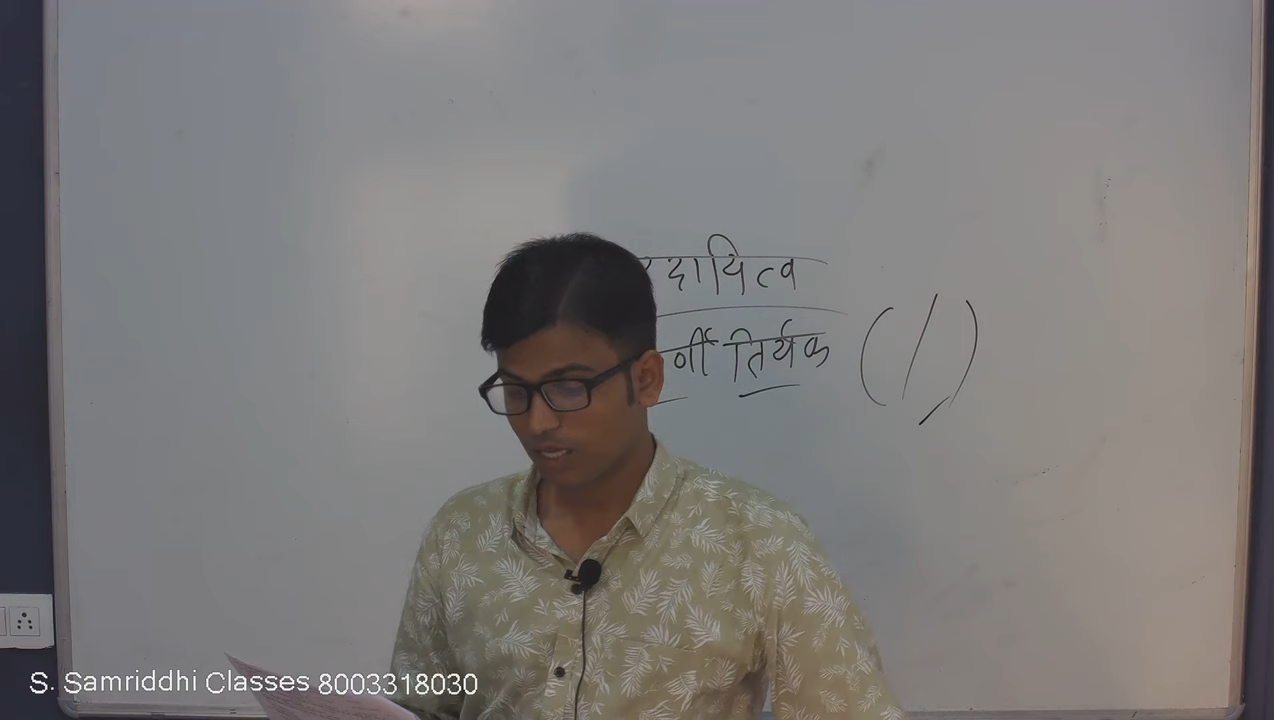 दायित्व
र्णी तिर्यक ( / )
S. Samriddhi Classes 8003318030